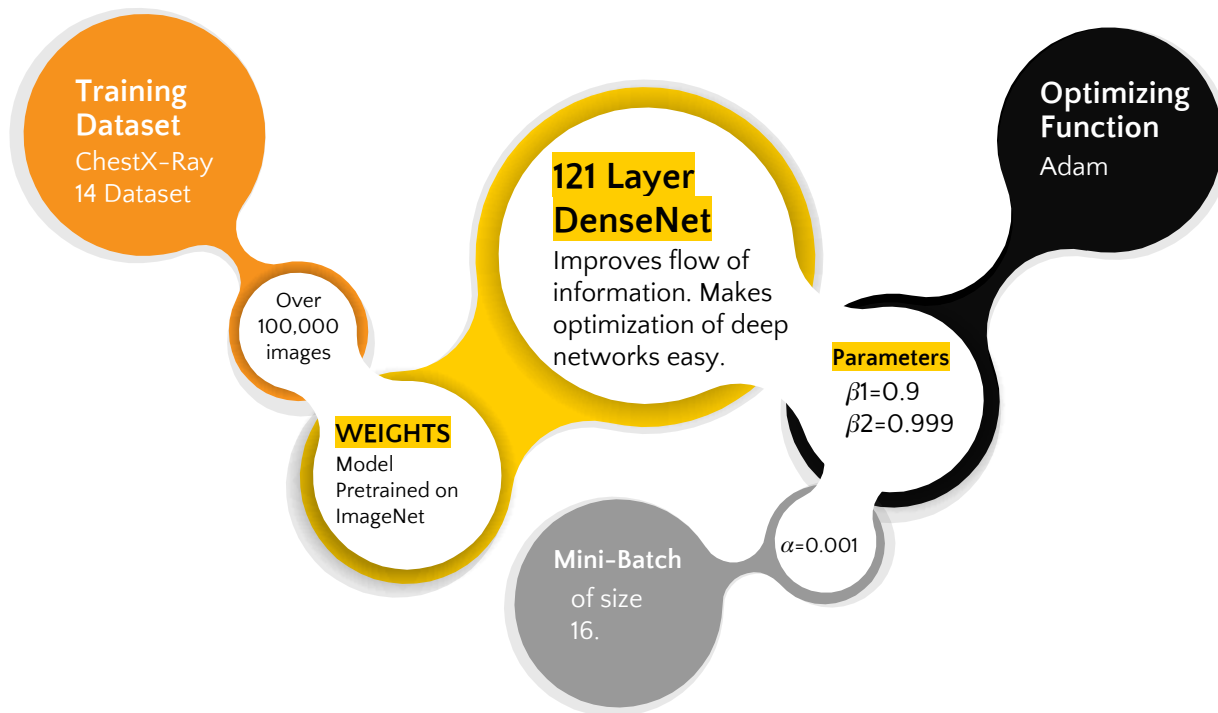 Training
Dataset
ChestX-Ray
14 Dataset
Over
100,000
images
WEIGHTS
Model
Pretrained on
ImageNet
121 Layer
DenseNet
Improves flow of
information. Makes
optimization of deep
networks easy.
Optimizing
Function
Adam
Parameters
β1=0.9
β2=0.999
α=0.001
Mini-Batch
of size
16.